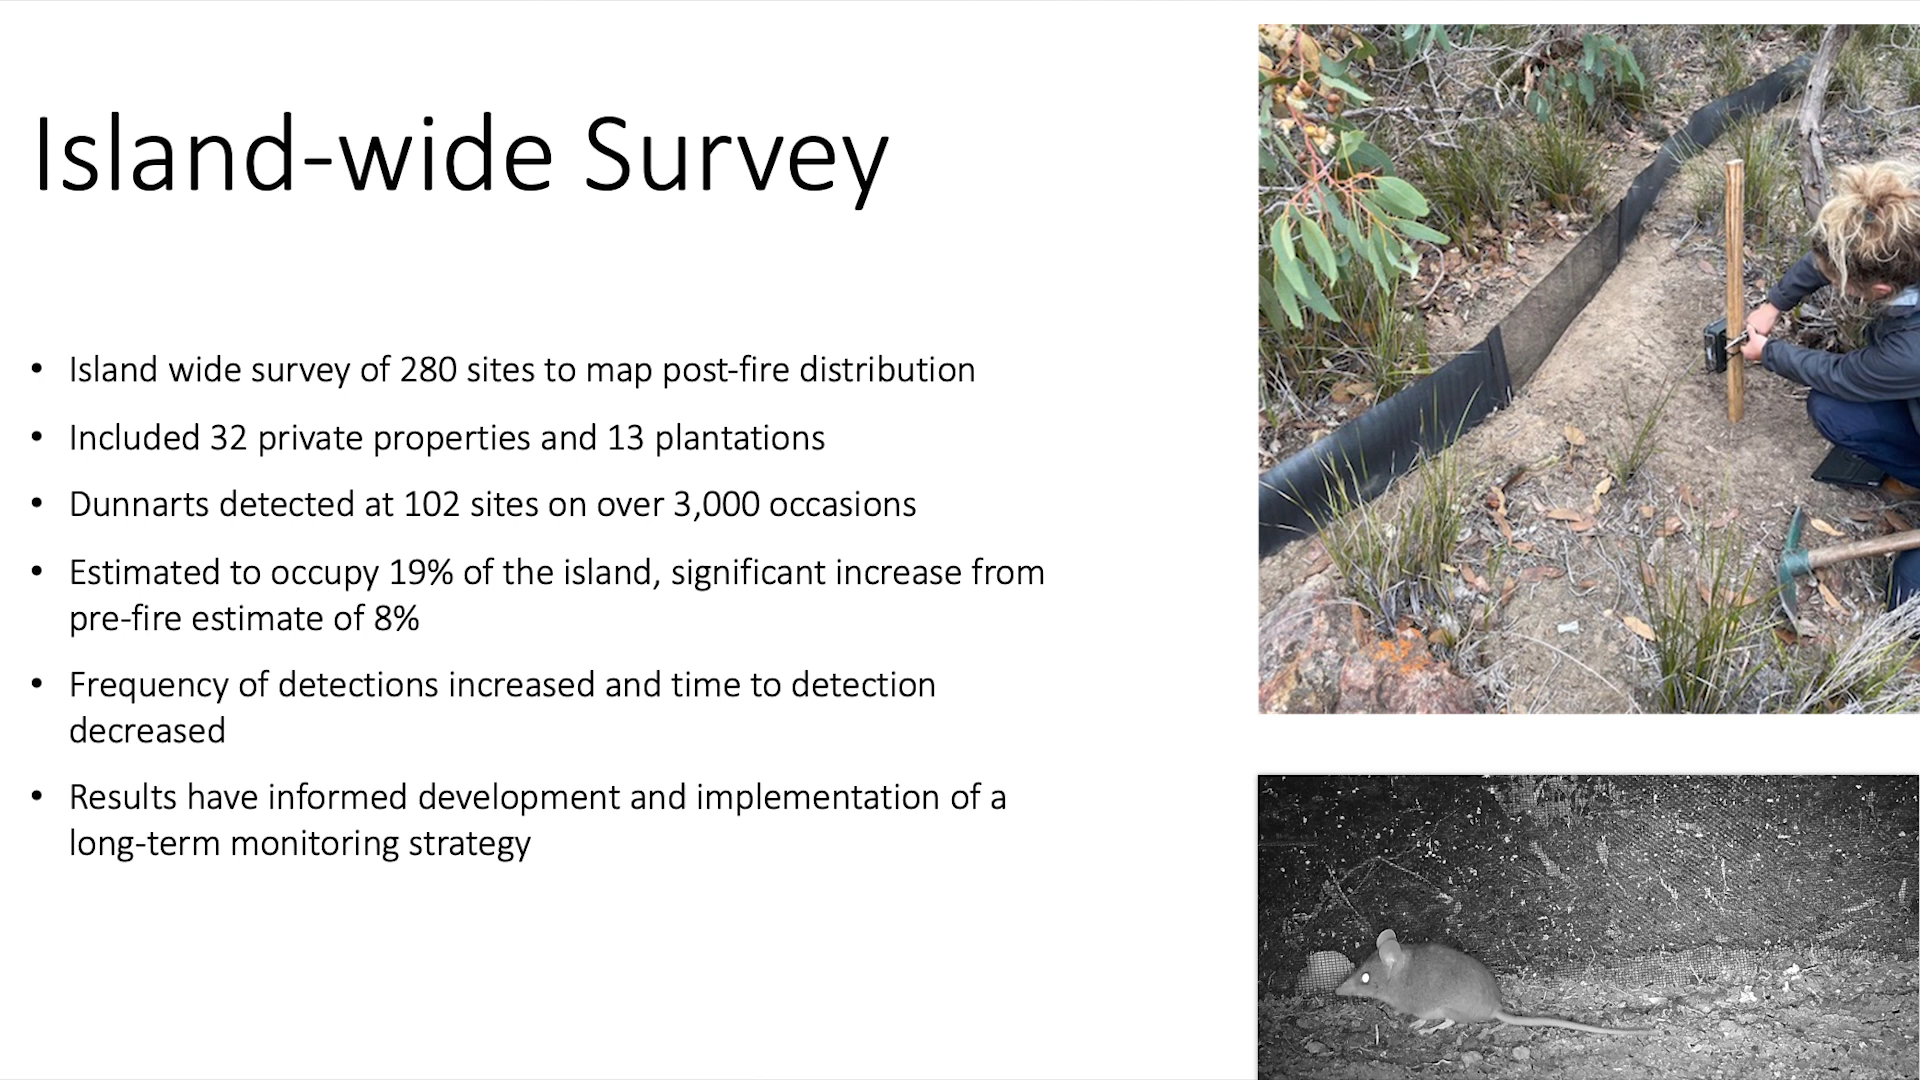 Island-wide Survey
• Island wide survey of 280 sites to map post-fire distribution
• Included 32 private properties and 13 plantations
• Dunnarts detected at 102 sites on over 3,000 occasions
• Estimated to occupy 19% of the island, significant increase from
pre-fire estimate of 8%
• Frequency of detections increased and time to detection
decreased
• Results have informed development and implementation of a
long-term monitoring strategy